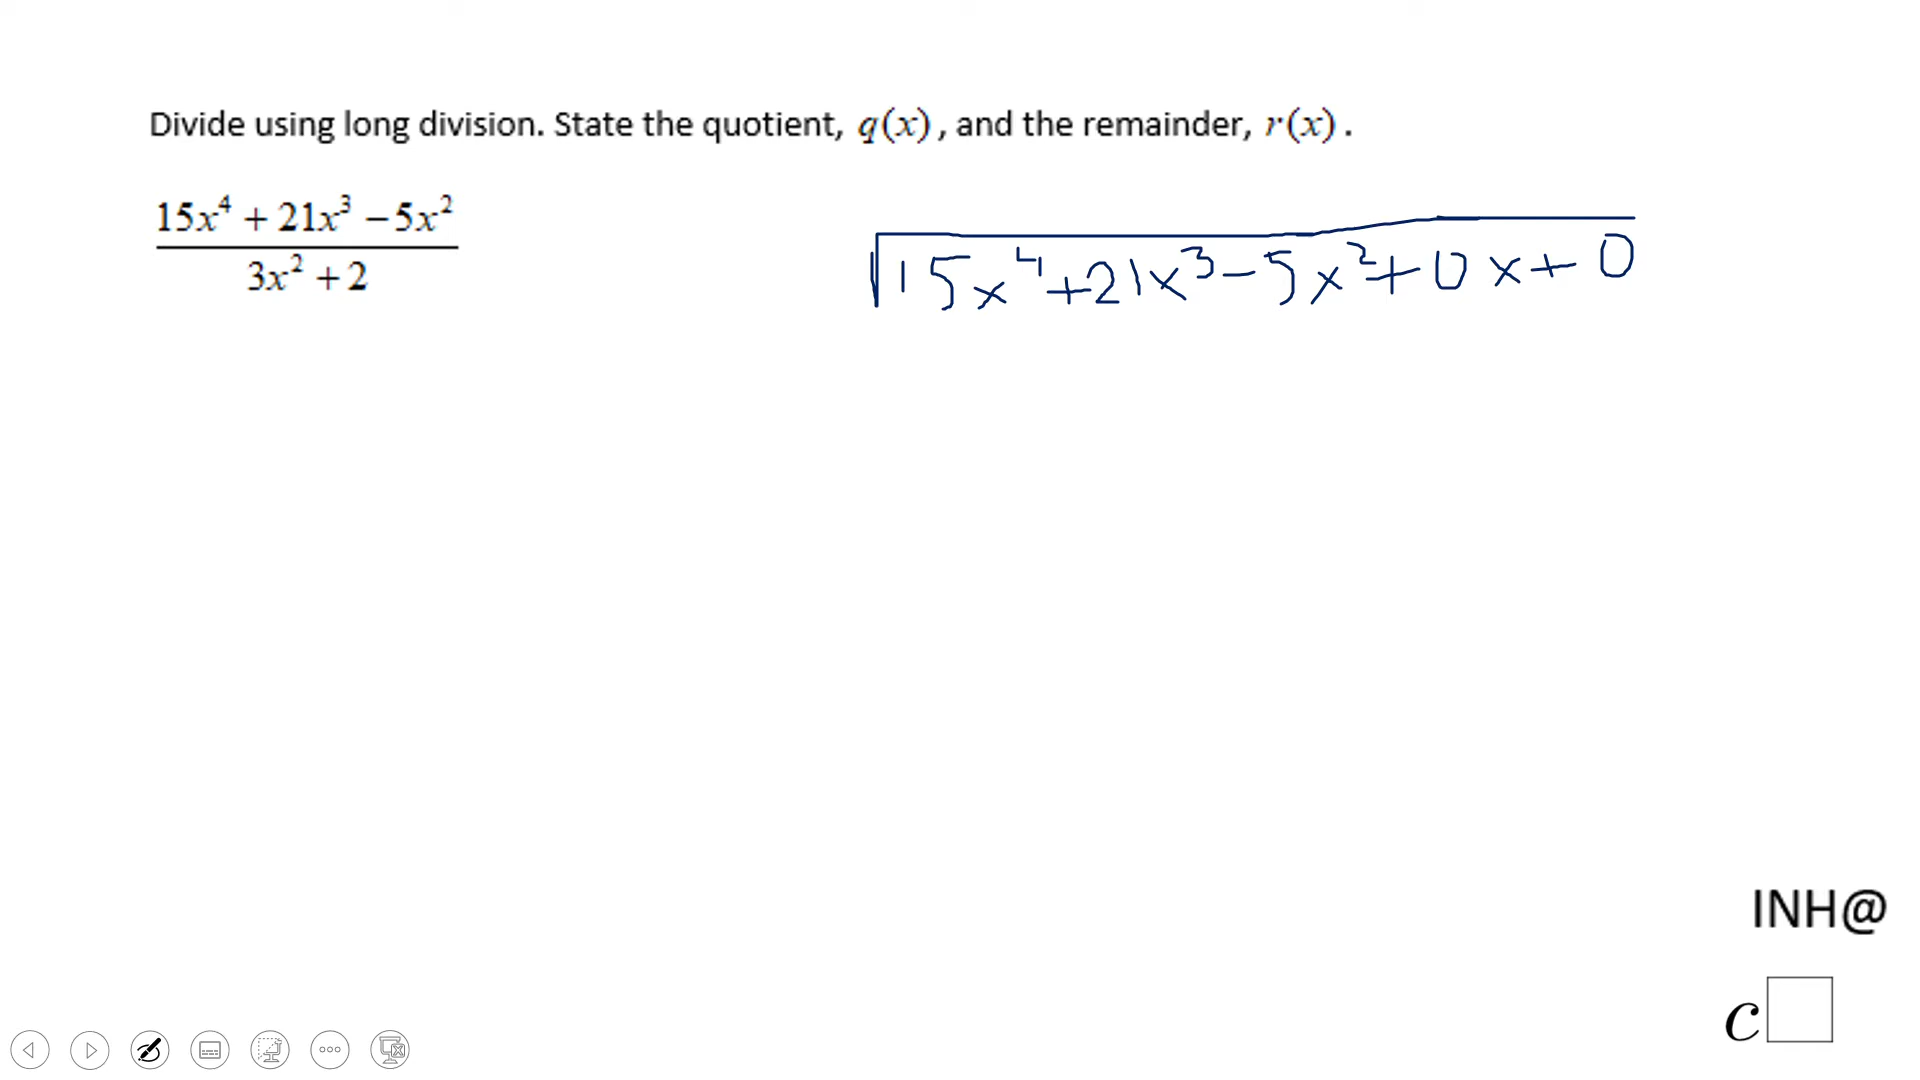 Divide using long division. State the quotient, q(x), and the remainder, r(x).
15x⁴ + 21x³ − 5x²
3x² + 2
15x⁴+21x³−5x²+0x+0
INH@
c□